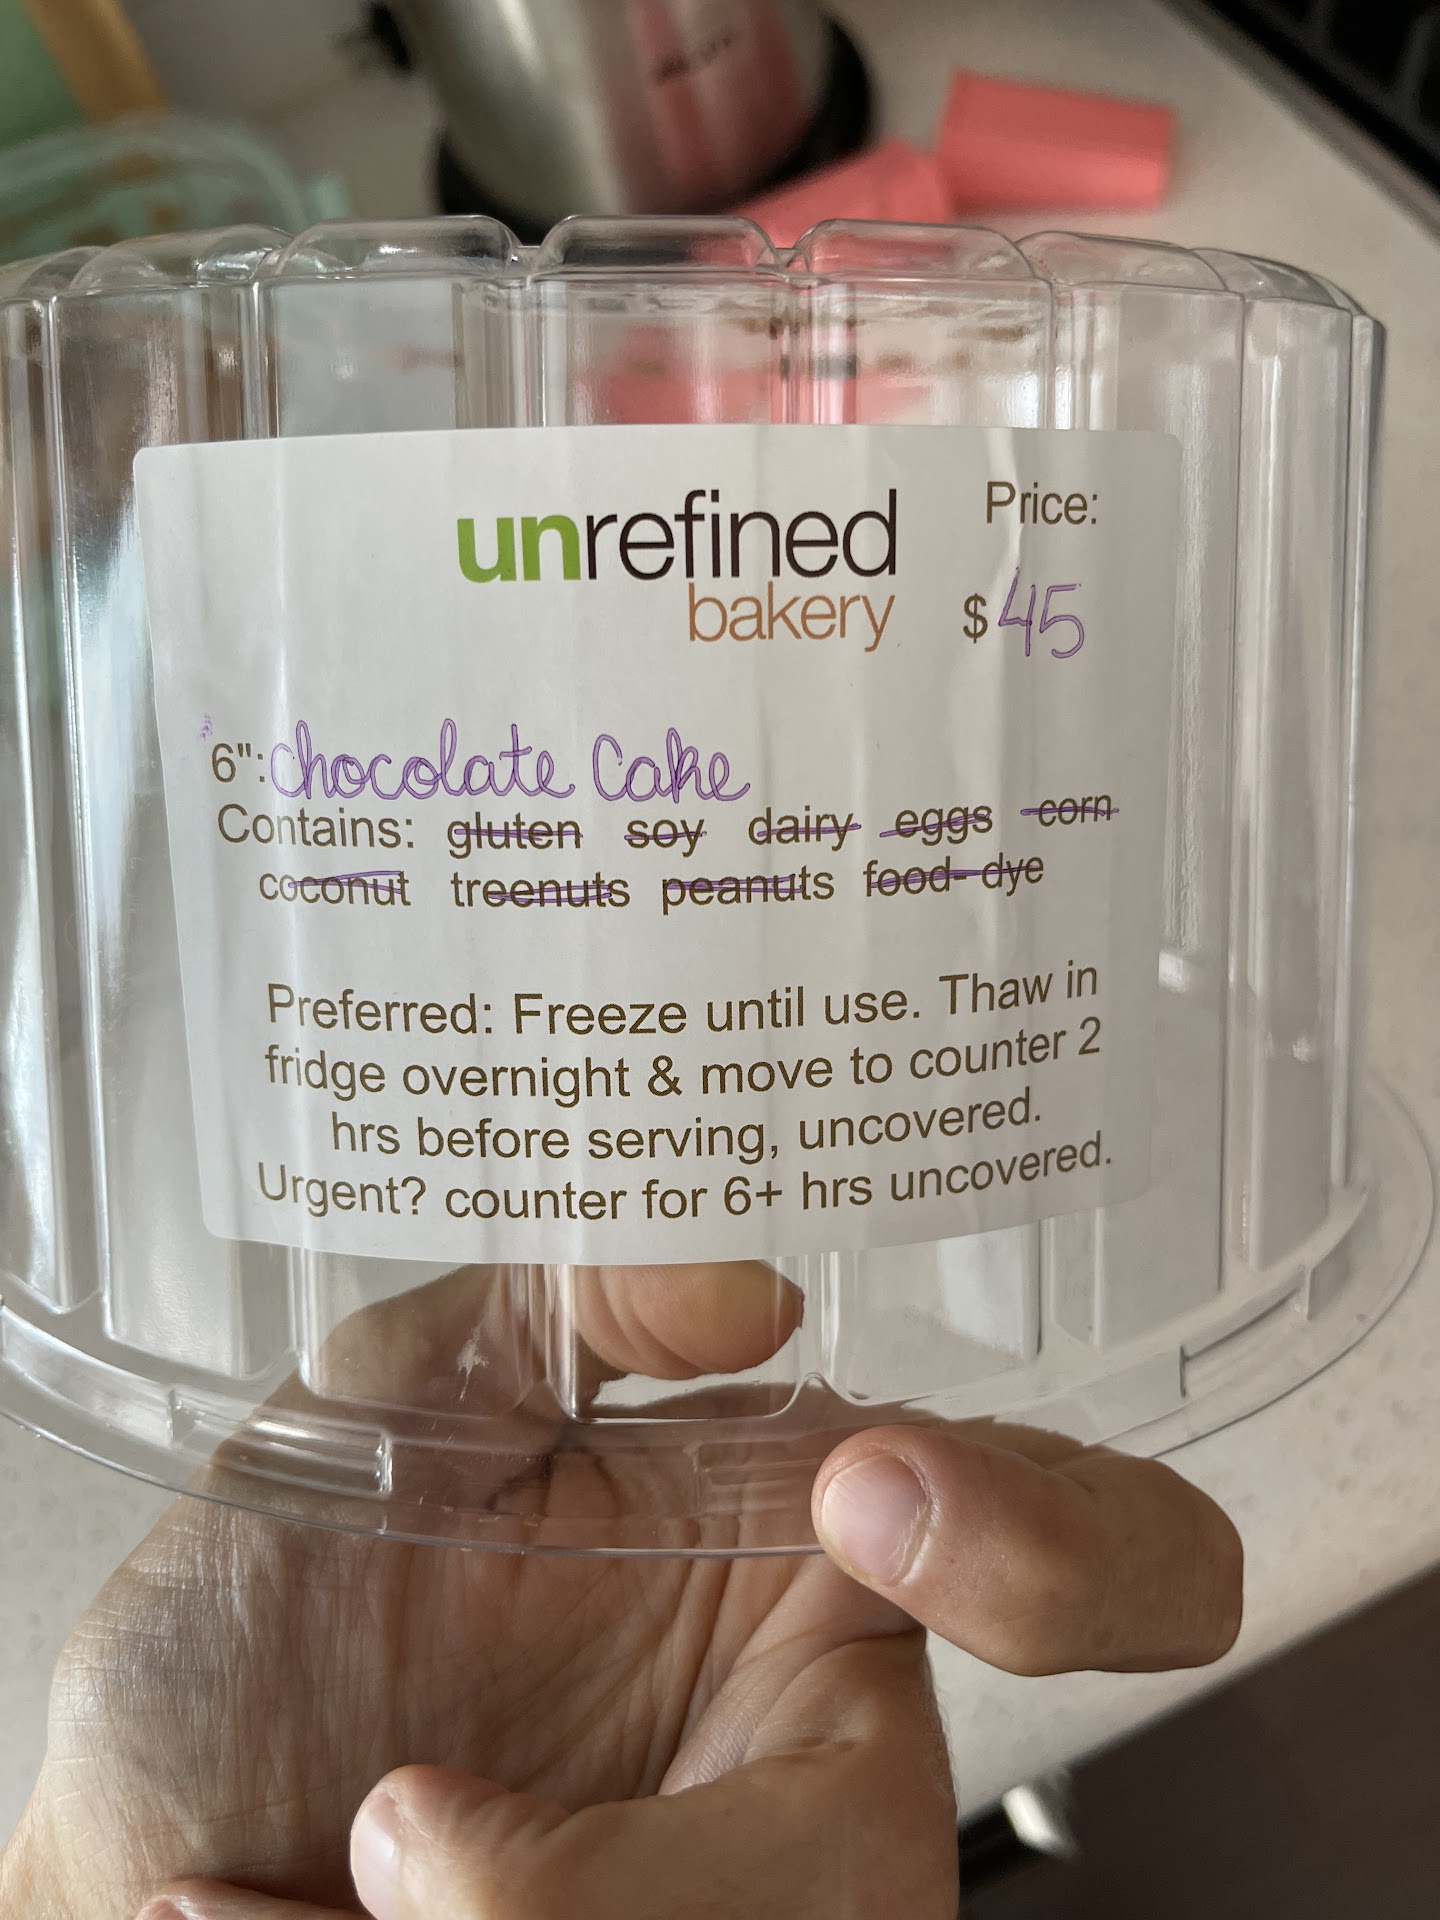 unrefined
bakery
Price:
$45
6": Chocolate Cake
Contains: gluten soy dairy eggs corn
coconut treenuts peanuts food-dye
Preferred: Freeze until use. Thaw in
fridge overnight & move to counter 2
hrs before serving, uncovered.
Urgent? counter for 6+ hrs uncovered.